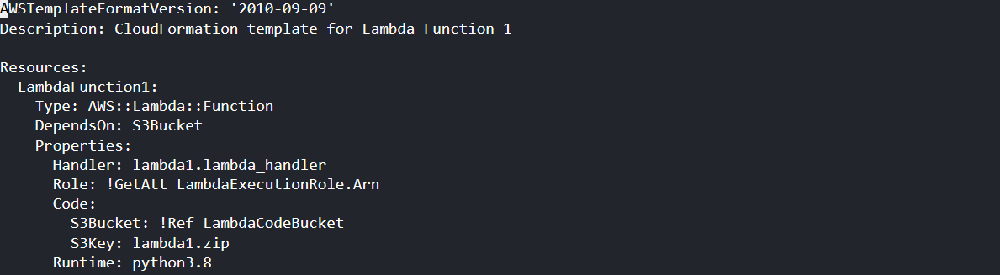 AWSTemplateFormatVersion: '2010-09-09'
Description: CloudFormation template for Lambda Function 1
Resources:
  LambdaFunction1:
    Type: AWS::Lambda::Function
    DependsOn: S3Bucket
    Properties:
      Handler: lambda1.lambda_handler
      Role: !GetAtt LambdaExecutionRole.Arn
      Code:
        S3Bucket: !Ref LambdaCodeBucket
        S3Key: lambda1.zip
      Runtime: python3.8